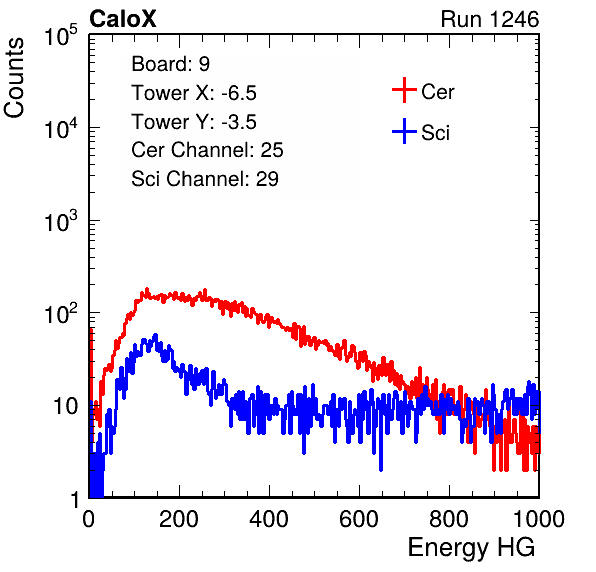 CaloX Run 1246
Counts
10^5
10^4
10^3
10^2
10
1
Board: 9
Tower X: -6.5
Tower Y: -3.5
Cer Channel: 25
Sci Channel: 29
Cer
Sci
0 200 400 600 800 1000
Energy HG